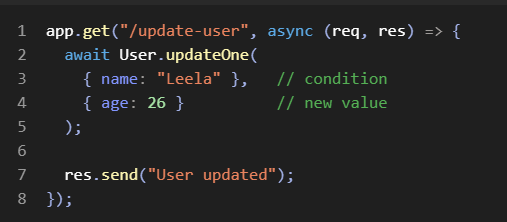 1 app.get("/update-user", async (req, res) => {
2   await User.updateOne(
3     { name: "Leela" },   // condition
4     { age: 26 }          // new value
5   );
6
7   res.send("User updated");
8 });